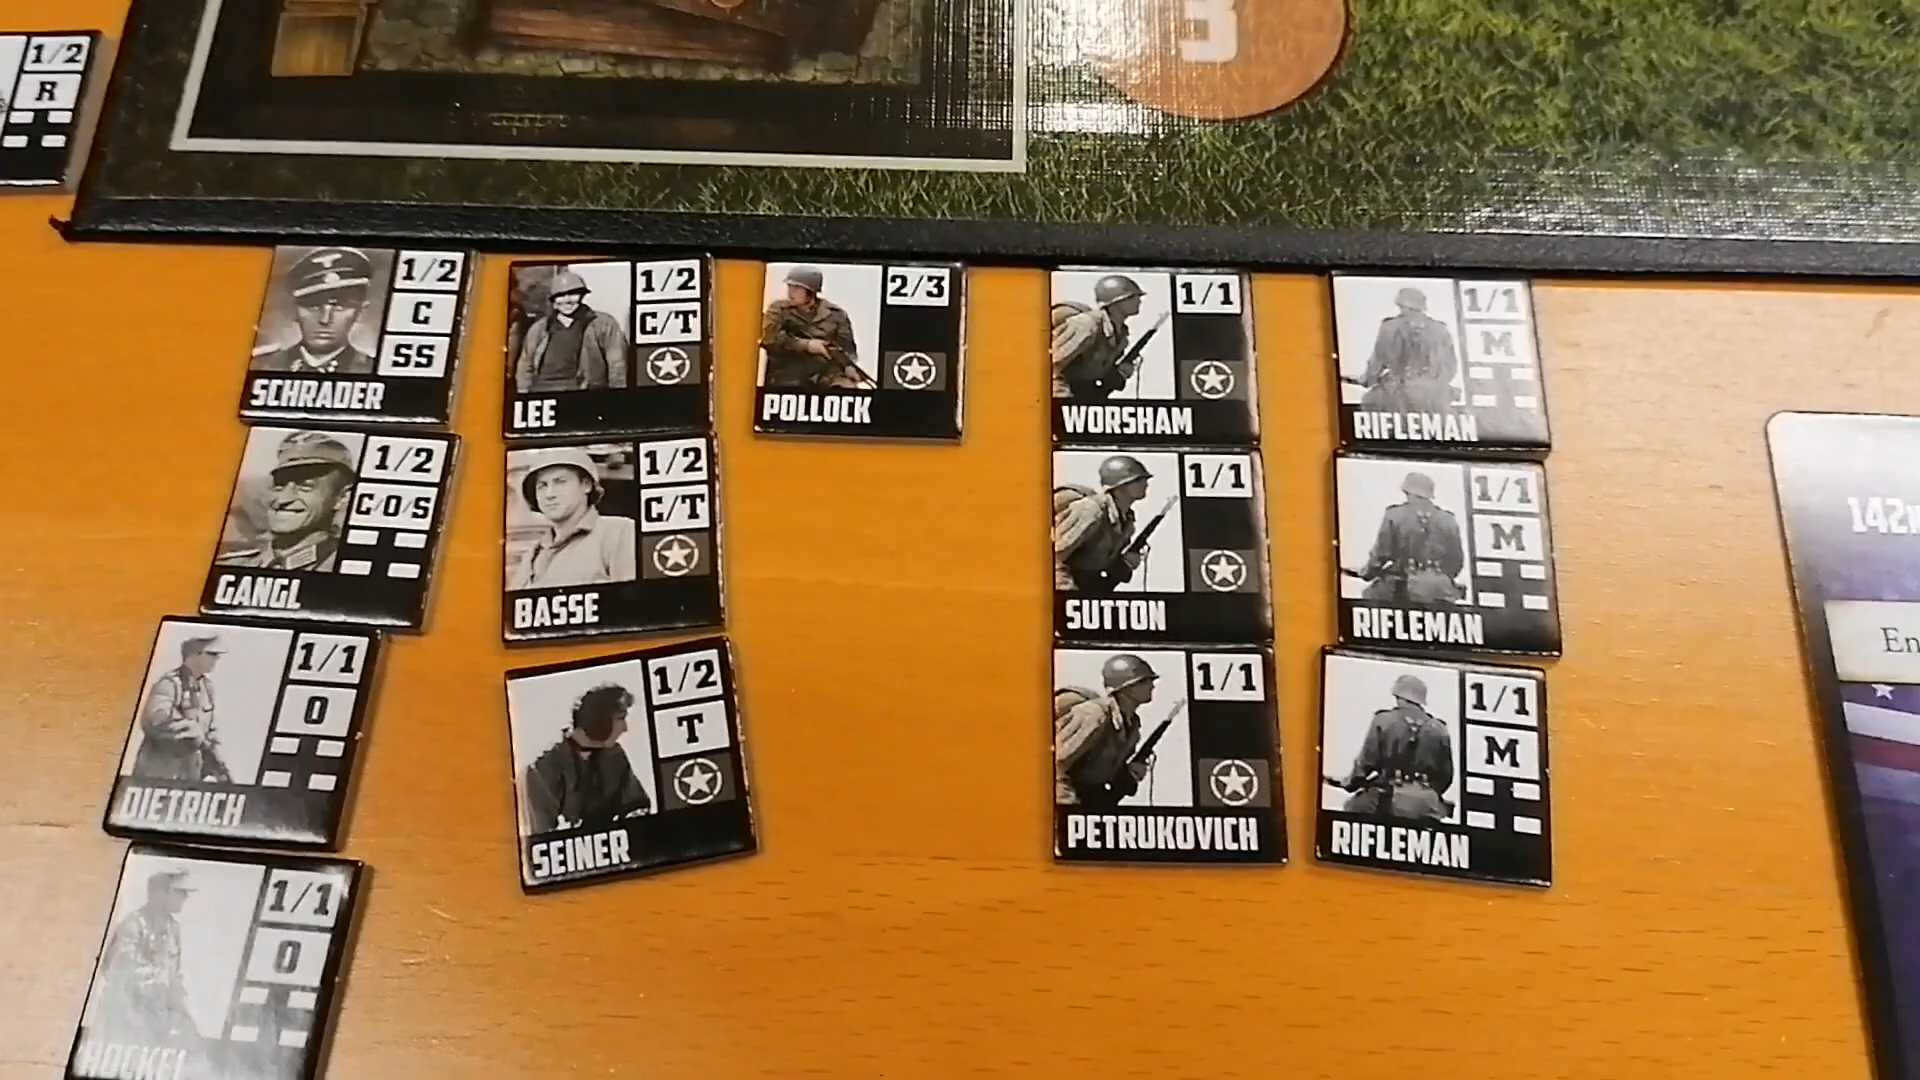 1/2
R
3
SCHRADER
1/2
C
SS
GANGL
1/2
C/O/S
DIETRICH
1/1
O
HOCKEL
1/1
O
LEE
1/2
C/T
BASSE
1/2
C/T
SEINER
1/2
T
POLLOCK
2/3
WORSHAM
1/1
SUTTON
1/1
PETRUKOVICH
1/1
RIFLEMAN
1/1
M
RIFLEMAN
1/1
M
RIFLEMAN
1/1
M
En